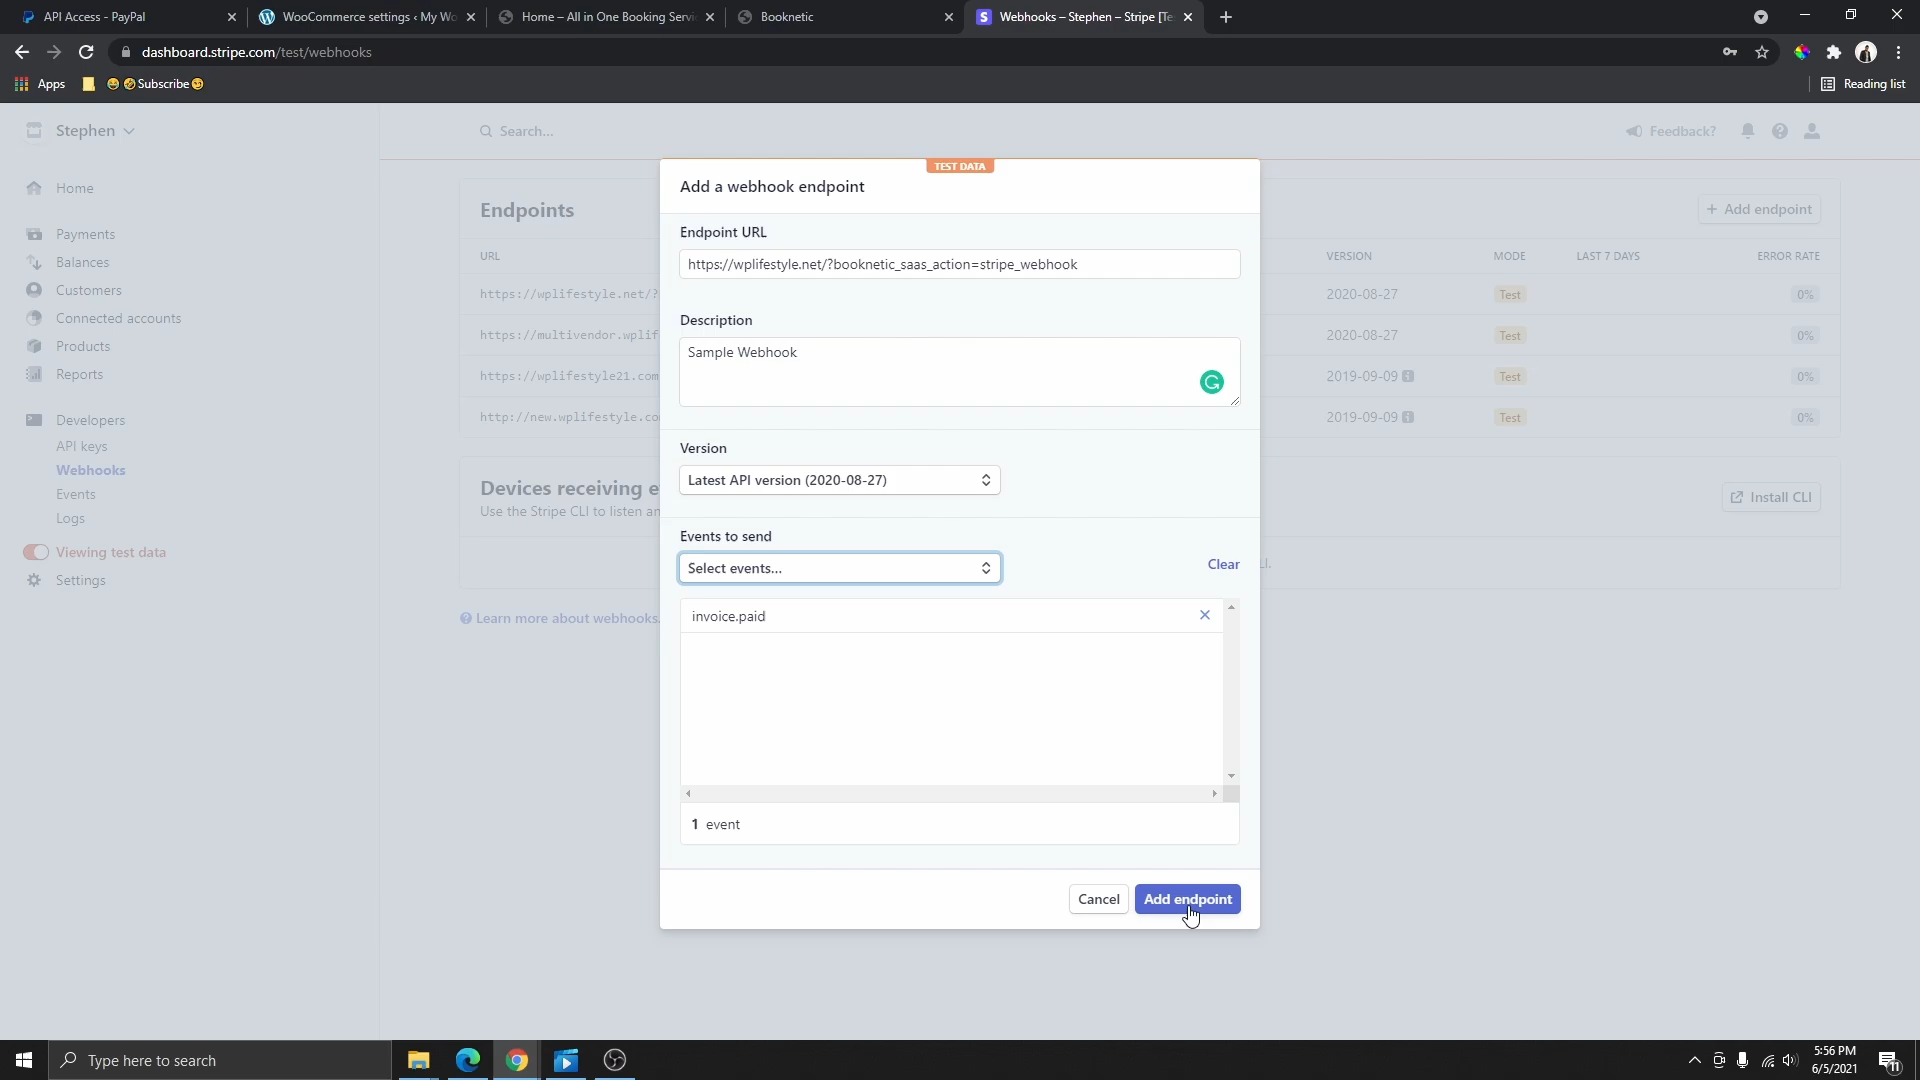 API Access - PayPal
WooCommerce settings ‹ My Wo
Home – All in One Booking Servi
Booknetic
Webhooks – Stephen – Stripe [Te
dashboard.stripe.com/test/webhooks
Apps
😂🤣Subscribe😏
Reading list
Stephen
Search...
Feedback?
TEST DATA
Add a webhook endpoint
Home
Endpoints
+ Add endpoint
Endpoint URL
Payments
URL
VERSION
MODE
LAST 7 DAYS
ERROR RATE
Balances
https://wplifestyle.net/?booknetic_saas_action=stripe_webhook
Customers
https://wplifestyle.net/?
2020-08-27
Test
0%
Connected accounts
Description
https://multivendor.wplif
2020-08-27
Test
0%
Products
Sample Webhook
Reports
https://wplifestyle21.com
2019-09-09
Test
0%
Developers
http://new.wplifestyle.co
2019-09-09
Test
0%
API keys
Version
Webhooks
Latest API version (2020-08-27)
Events
Devices receiving e
Install CLI
Logs
Use the Stripe CLI to listen an
Events to send
Viewing test data
Select events...
Clear
LI.
Settings
invoice.paid
Learn more about webhooks.
1 event
Cancel
Add endpoint
Type here to search
5:56 PM
6/5/2021
11